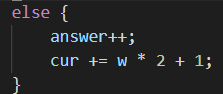 else {
    answer++;
    cur += w * 2 + 1;
}